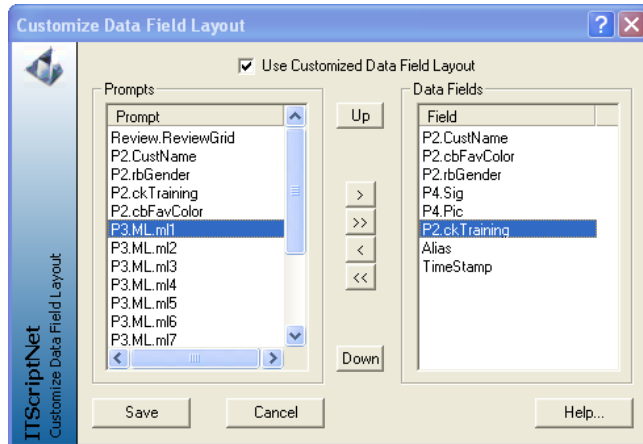 Customize Data Field Layout
Use Customized Data Field Layout
Prompts
Prompt
Review.ReviewGrid
P2.CustName
P2.rbGender
P2.ckTraining
P2.cbFavColor
P3.ML.ml1
P3.ML.ml2
P3.ML.ml3
P3.ML.ml4
P3.ML.ml5
P3.ML.ml6
P3.ML.ml7
Up
>
>>
<
<<
Down
Data Fields
Field
P2.CustName
P2.cbFavColor
P2.rbGender
P4.Sig
P4.Pic
P2.ckTraining
Alias
TimeStamp
Save
Cancel
Help...
ITScriptNet
Customize Data Field Layout